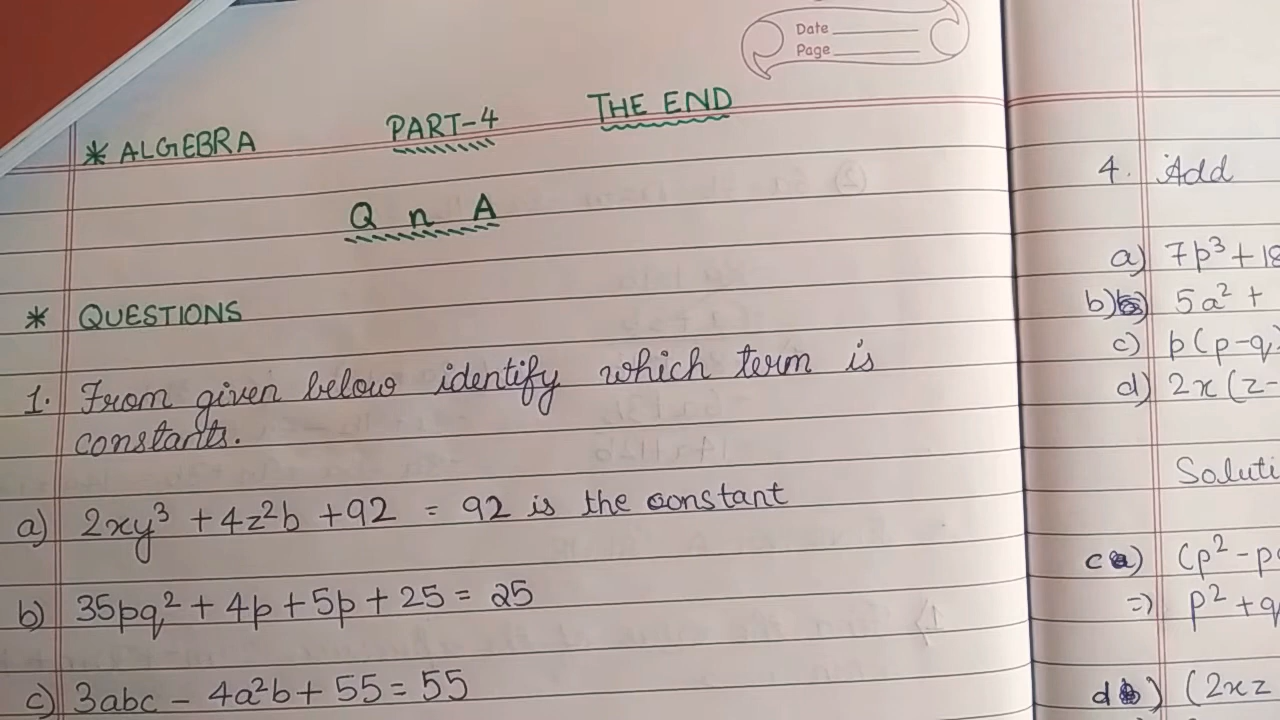 Date
Page
* ALGEBRA PART-4 THE END
Q n A
* QUESTIONS
1. From given below identify which term is
constants.
a) 2xy³ + 4z²b + 92 = 92 is the constant
b) 35pq² + 4p + 5p + 25 = 25
c) 3abc - 4a²b + 55 = 55
4. Add
a) 7p³ + 18
b) 5a² +
c) p(p-q)
d) 2x(z-
Soluti
c) (p² - p
=) p² + q
d) (2xz